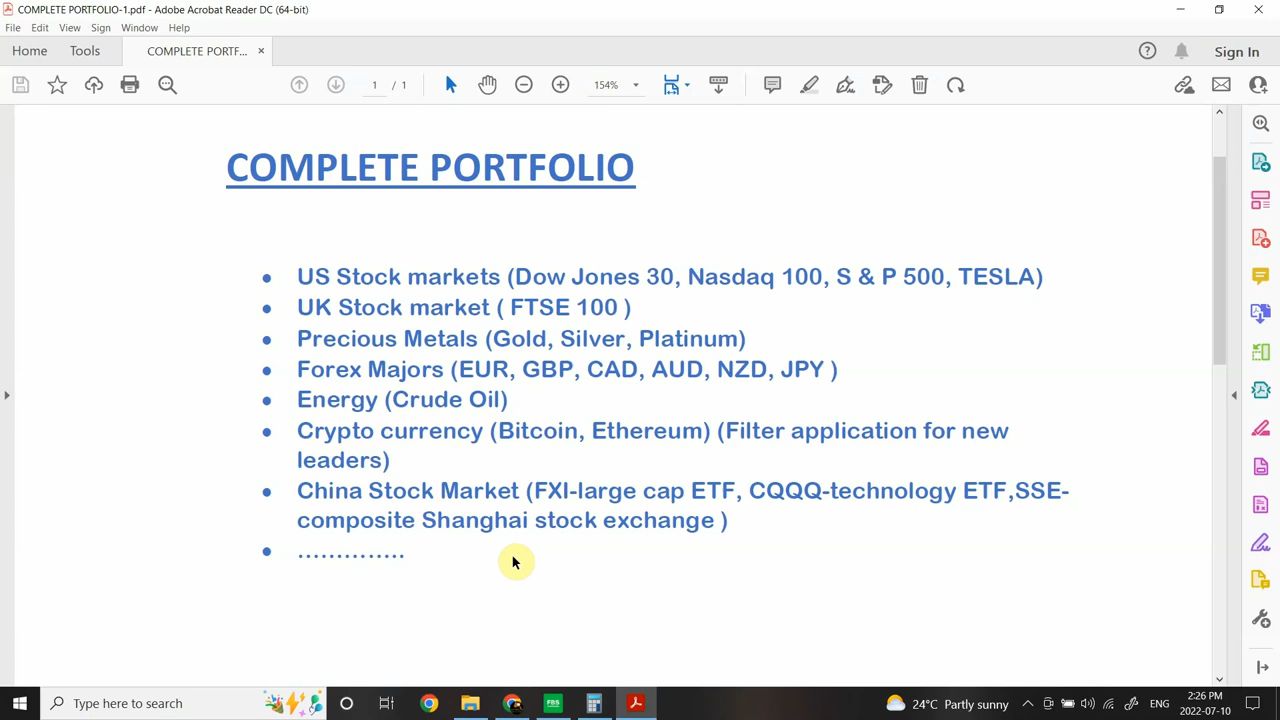 COMPLETE PORTFOLIO-1.pdf - Adobe Acrobat Reader DC (64-bit)
File Edit View Sign Window Help
Home Tools COMPLETE PORTF... × Sign In
1 / 1 154%
COMPLETE PORTFOLIO
• US Stock markets (Dow Jones 30, Nasdaq 100, S & P 500, TESLA)
• UK Stock market ( FTSE 100 )
• Precious Metals (Gold, Silver, Platinum)
• Forex Majors (EUR, GBP, CAD, AUD, NZD, JPY )
• Energy (Crude Oil)
• Crypto currency (Bitcoin, Ethereum) (Filter application for new
leaders)
• China Stock Market (FXI-large cap ETF, CQQQ-technology ETF,SSE-
composite Shanghai stock exchange )
• ..............
Type here to search FBS 24°C Partly sunny ENG 2:26 PM
2022-07-10